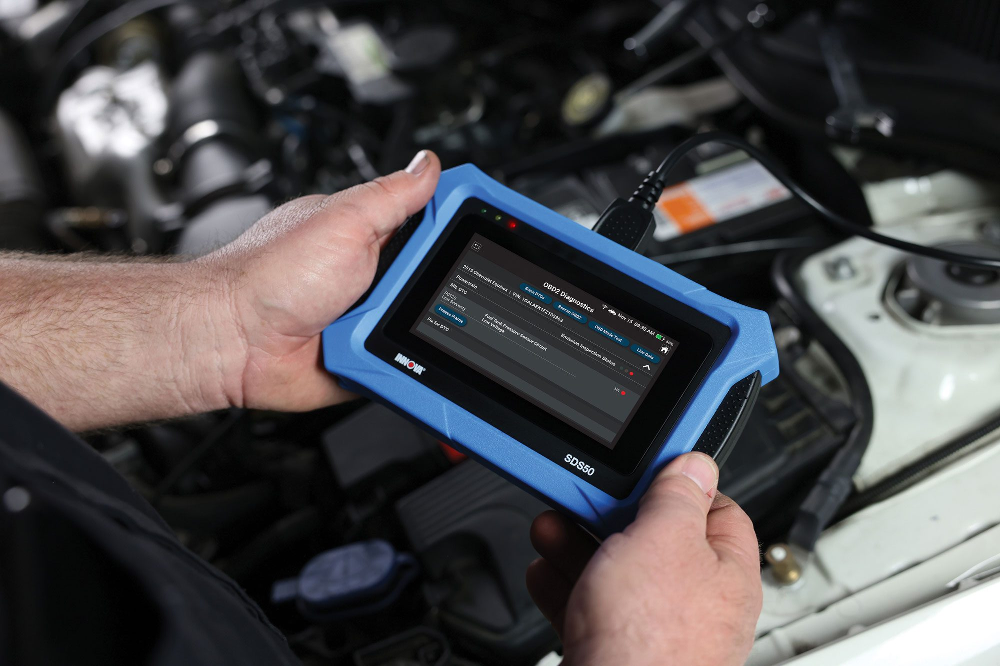 OBD2 Diagnostics
Nov 15 09:30 AM 60%
2015 Chevrolet Equinox | VIN: 1GALAEK1FZ105363
Erase DTCs
Rescan OBD2
OBD Mode Test
Live Data
Powertrain
Emission Inspection Status
MIL DTC
P0125
Low Serverity
Fuel Tank Pressure Sensor Circuit
Low Voltage
MIL
Freeze Frame
Fix for DTC
INNOVA®
SDS50